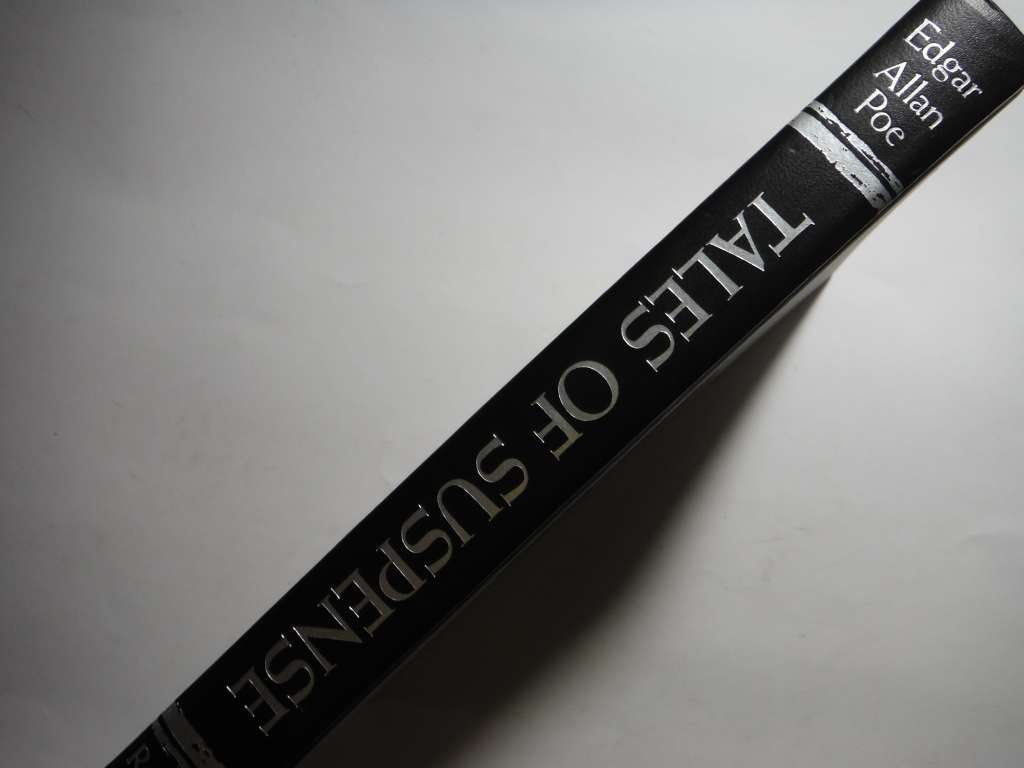 Edgar
Allan
Poe
TALES OF SUSPENSE